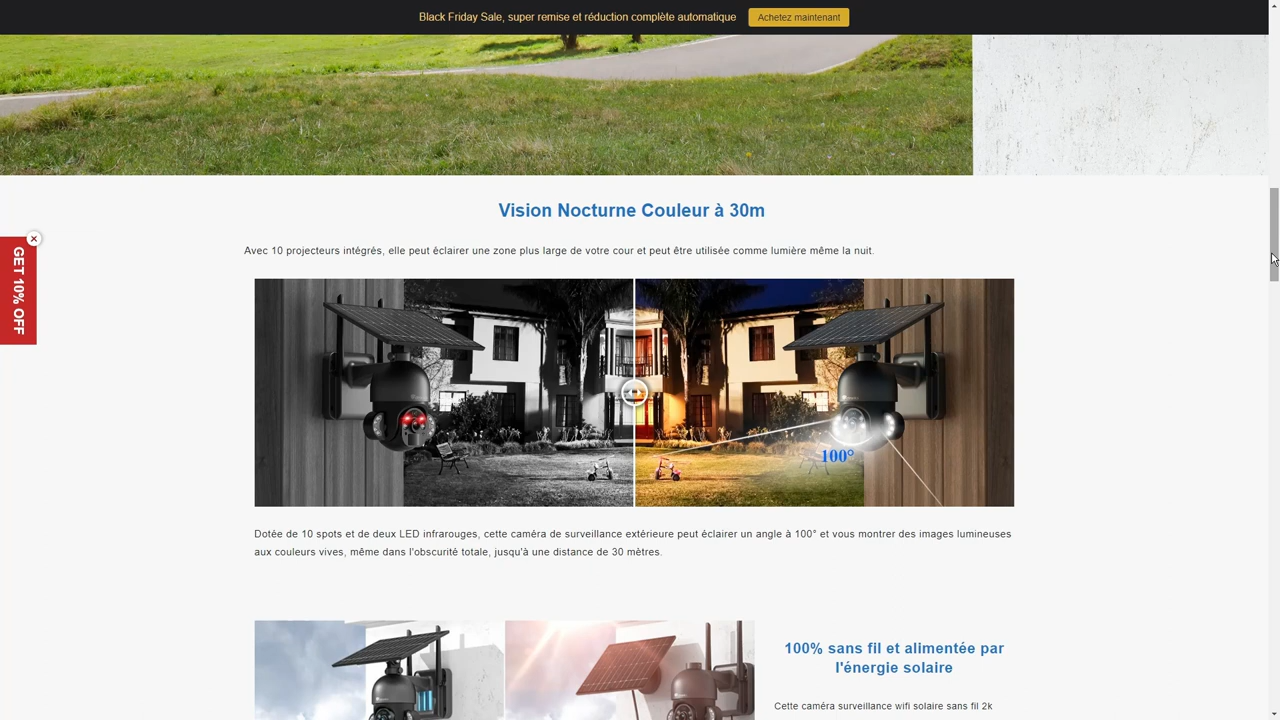 Black Friday Sale, super remise et réduction complète automatique
Achetez maintenant
GET 10% OFF
Vision Nocturne Couleur à 30m
Avec 10 projecteurs intégrés, elle peut éclairer une zone plus large de votre cour et peut être utilisée comme lumière même la nuit.
100°
Dotée de 10 spots et de deux LED infrarouges, cette caméra de surveillance extérieure peut éclairer un angle à 100° et vous montrer des images lumineuses
aux couleurs vives, même dans l'obscurité totale, jusqu'à une distance de 30 mètres.
100% sans fil et alimentée par
l'énergie solaire
Cette caméra surveillance wifi solaire sans fil 2k